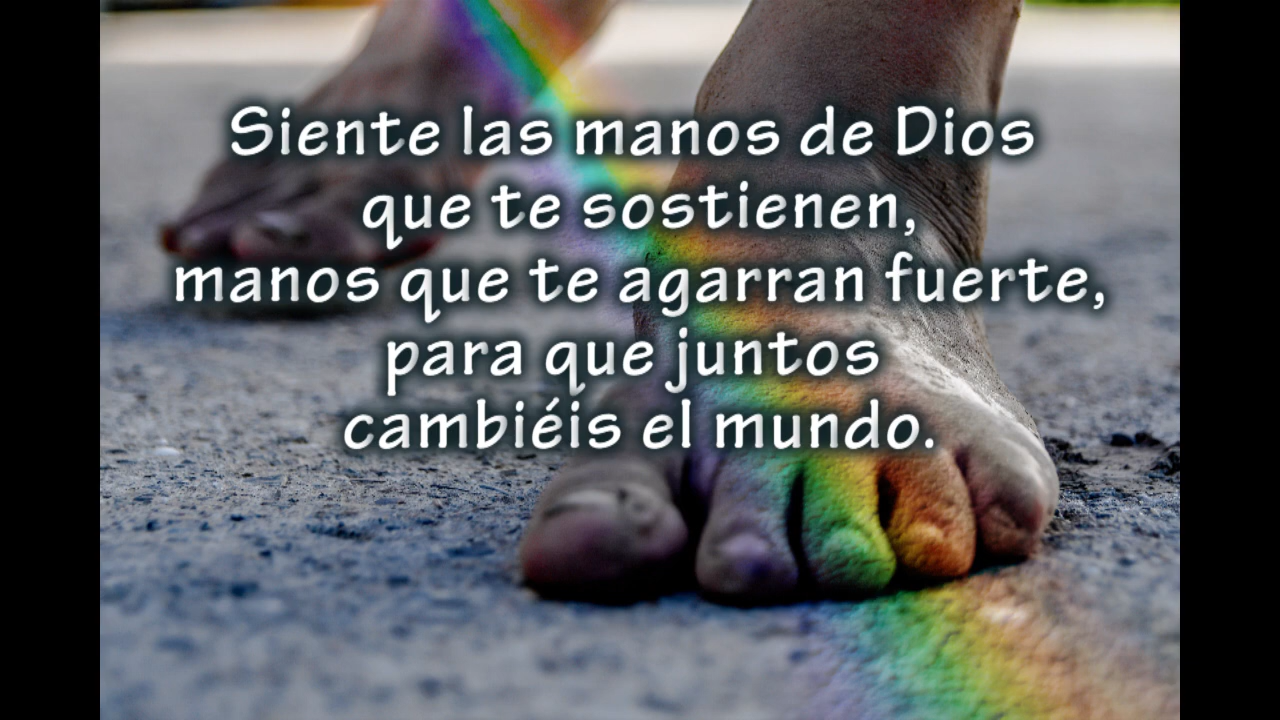 Siente las manos de Dios
que te sostienen,
manos que te agarran fuerte,
para que juntos
cambiéis el mundo.